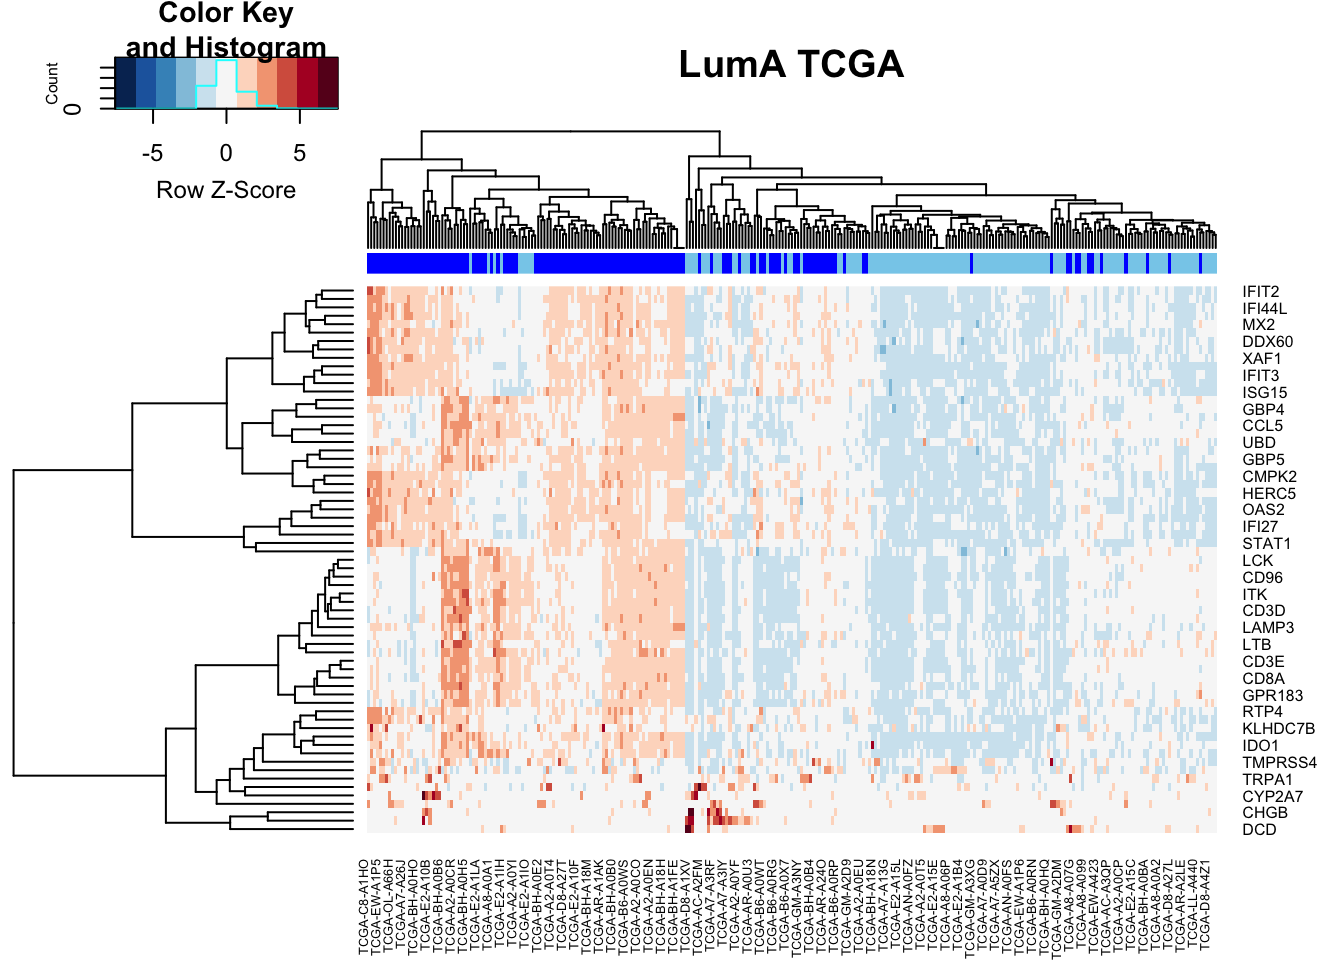 Color Key
and Histogram
LumA TCGA
Count
0
-5 0 5
Row Z-Score
IFIT2
IFI44L
MX2
DDX60
XAF1
IFIT3
ISG15
GBP4
CCL5
UBD
GBP5
CMPK2
HERC5
OAS2
IFI27
STAT1
LCK
CD96
ITK
CD3D
LAMP3
LTB
CD3E
CD8A
GPR183
RTP4
KLHDC7B
IDO1
TMPRSS4
TRPA1
CYP2A7
CHGB
DCD
TCGA-C8-A1HO
TCGA-EW-A1P5
TCGA-OL-A66H
TCGA-A7-A26J
TCGA-BH-A0HO
TCGA-E2-A10B
TCGA-BH-A0B6
TCGA-A2-A0CR
TCGA-BH-A0H5
TCGA-E2-A1LA
TCGA-A8-A0A1
TCGA-E2-A1IH
TCGA-A2-A0YI
TCGA-E2-A1IO
TCGA-BH-A0E2
TCGA-A2-A0T4
TCGA-D8-A27T
TCGA-E2-A10F
TCGA-BH-A18M
TCGA-AR-A1AK
TCGA-BH-A0B0
TCGA-B6-A0WS
TCGA-A2-A0CO
TCGA-A2-A0EN
TCGA-BH-A18H
TCGA-BH-A1FE
TCGA-D8-A1XV
TCGA-AC-A2FM
TCGA-A7-A3RF
TCGA-A7-A3IY
TCGA-A2-A0YF
TCGA-AR-A0U3
TCGA-B6-A0WT
TCGA-B6-A0RG
TCGA-B6-A0X7
TCGA-GM-A3NY
TCGA-BH-A0B4
TCGA-AR-A24O
TCGA-B6-A0RP
TCGA-GM-A2D9
TCGA-A2-A0EU
TCGA-BH-A18N
TCGA-A7-A13G
TCGA-E2-A15L
TCGA-AN-A0FZ
TCGA-A2-A0T5
TCGA-E2-A15E
TCGA-A8-A06P
TCGA-E2-A1B4
TCGA-GM-A3XG
TCGA-A7-A0D9
TCGA-A7-A5ZX
TCGA-AN-A0FS
TCGA-EW-A1P6
TCGA-B6-A0RN
TCGA-BH-A0HQ
TCGA-GM-A2DM
TCGA-A8-A07G
TCGA-A8-A099
TCGA-EW-A423
TCGA-AC-A3QP
TCGA-A2-A0CP
TCGA-E2-A15C
TCGA-BH-A0BA
TCGA-A8-A0A2
TCGA-D8-A27L
TCGA-AR-A2LE
TCGA-LL-A440
TCGA-D8-A4Z1